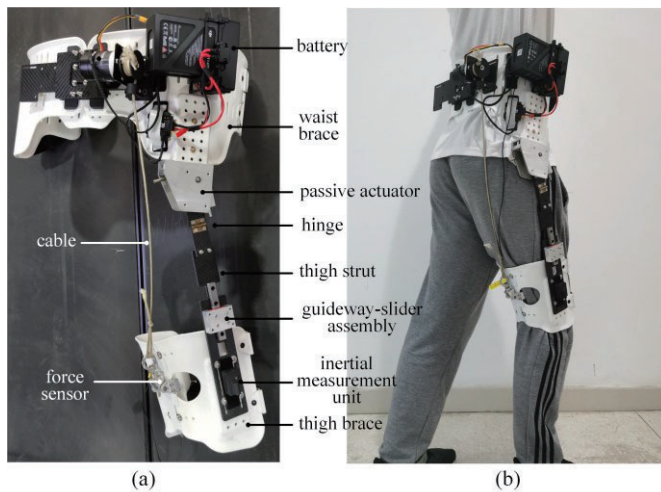 battery
waist
brace
passive actuator
hinge
cable
thigh strut
guideway-slider
assembly
force
sensor
inertial
measurement
unit
thigh brace
(a)
(b)